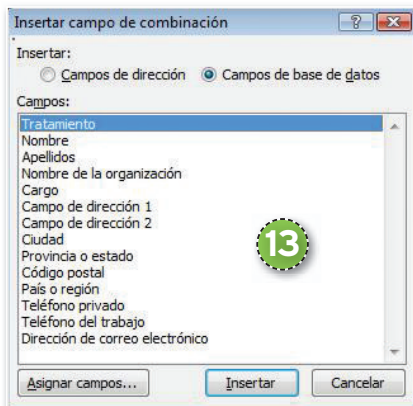 Insertar campo de combinación
Insertar:
Campos de dirección Campos de base de datos
Campos:
Tratamiento
Nombre
Apellidos
Nombre de la organización
Cargo
Campo de dirección 1
Campo de dirección 2
Ciudad
Provincia o estado
Código postal
País o región
Teléfono privado
Teléfono del trabajo
Dirección de correo electrónico
13
Asignar campos... Insertar Cancelar